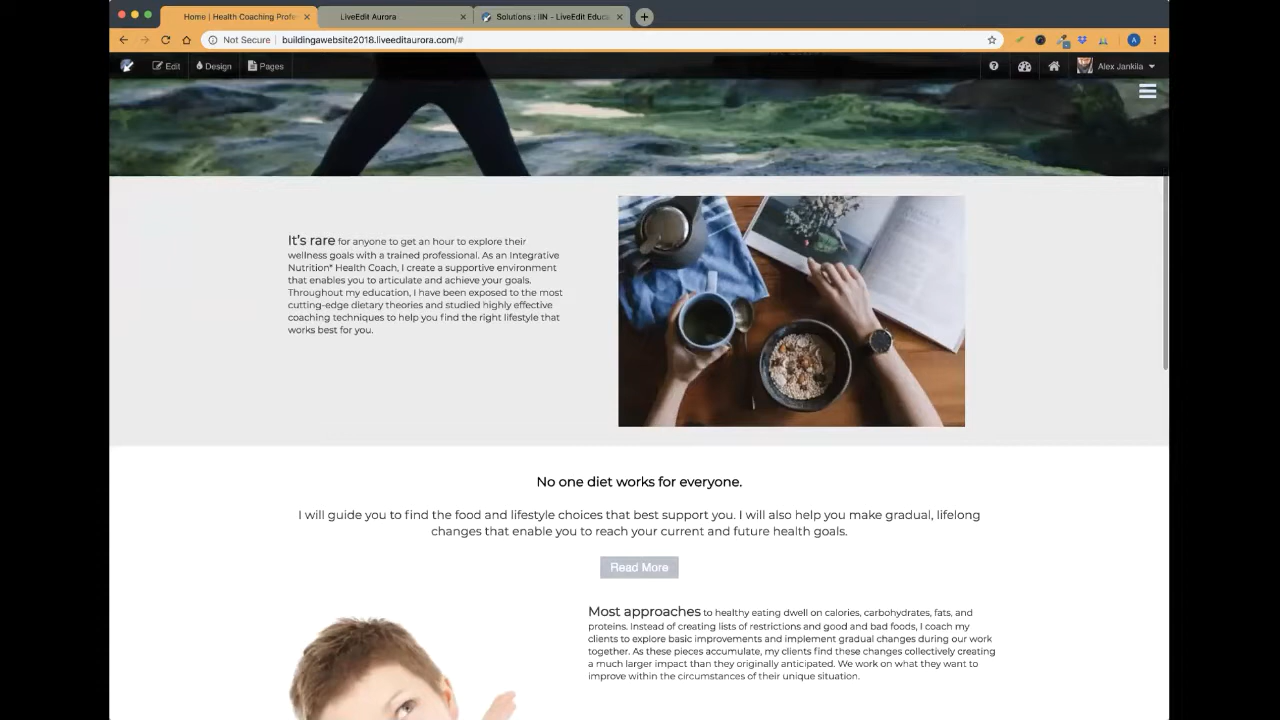 Home | Health Coaching Profe
LiveEdit Aurora
Solutions : IIN - LiveEdit Educa
Not Secure
buildingawebsite2018.liveeditaurora.com/#
Edit
Design
Pages
Alex Jankila
It's rare for anyone to get an hour to explore their
wellness goals with a trained professional. As an Integrative
Nutrition® Health Coach, I create a supportive environment
that enables you to articulate and achieve your goals.
Throughout my education, I have been exposed to the most
cutting-edge dietary theories and studied highly effective
coaching techniques to help you find the right lifestyle that
works best for you.
No one diet works for everyone.
I will guide you to find the food and lifestyle choices that best support you. I will also help you make gradual, lifelong
changes that enable you to reach your current and future health goals.
Read More
Most approaches to healthy eating dwell on calories, carbohydrates, fats, and
proteins. Instead of creating lists of restrictions and good and bad foods, I coach my
clients to explore basic improvements and implement gradual changes during our work
together. As these pieces accumulate, my clients find these changes collectively creating
a much larger impact than they originally anticipated. We work on what they want to
improve within the circumstances of their unique situation.